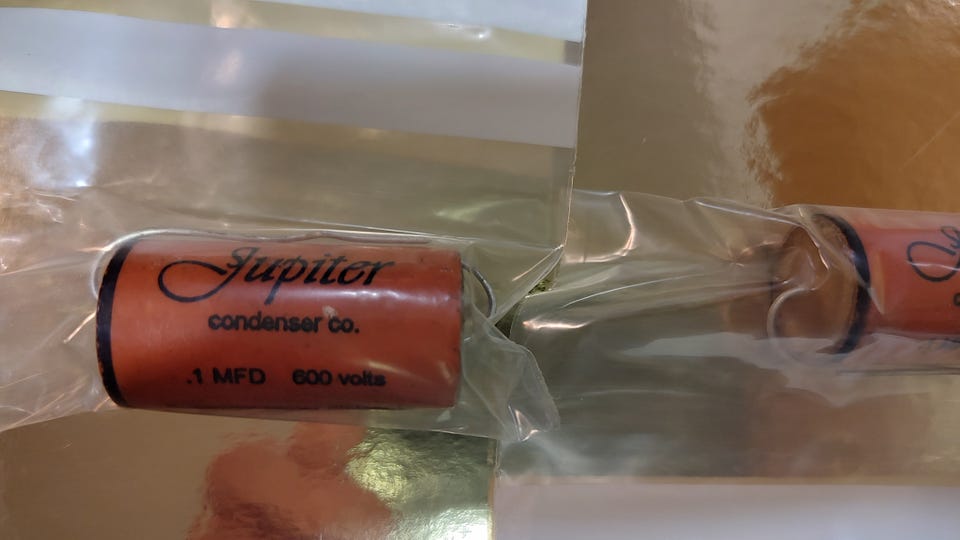 Jupiter
condenser co.
.1 MFD 600 volts